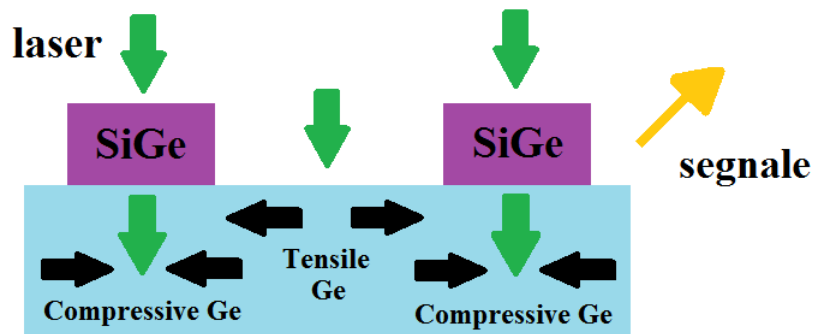 laser
SiGe
SiGe
segnale
Tensile
Ge
Compressive Ge
Compressive Ge